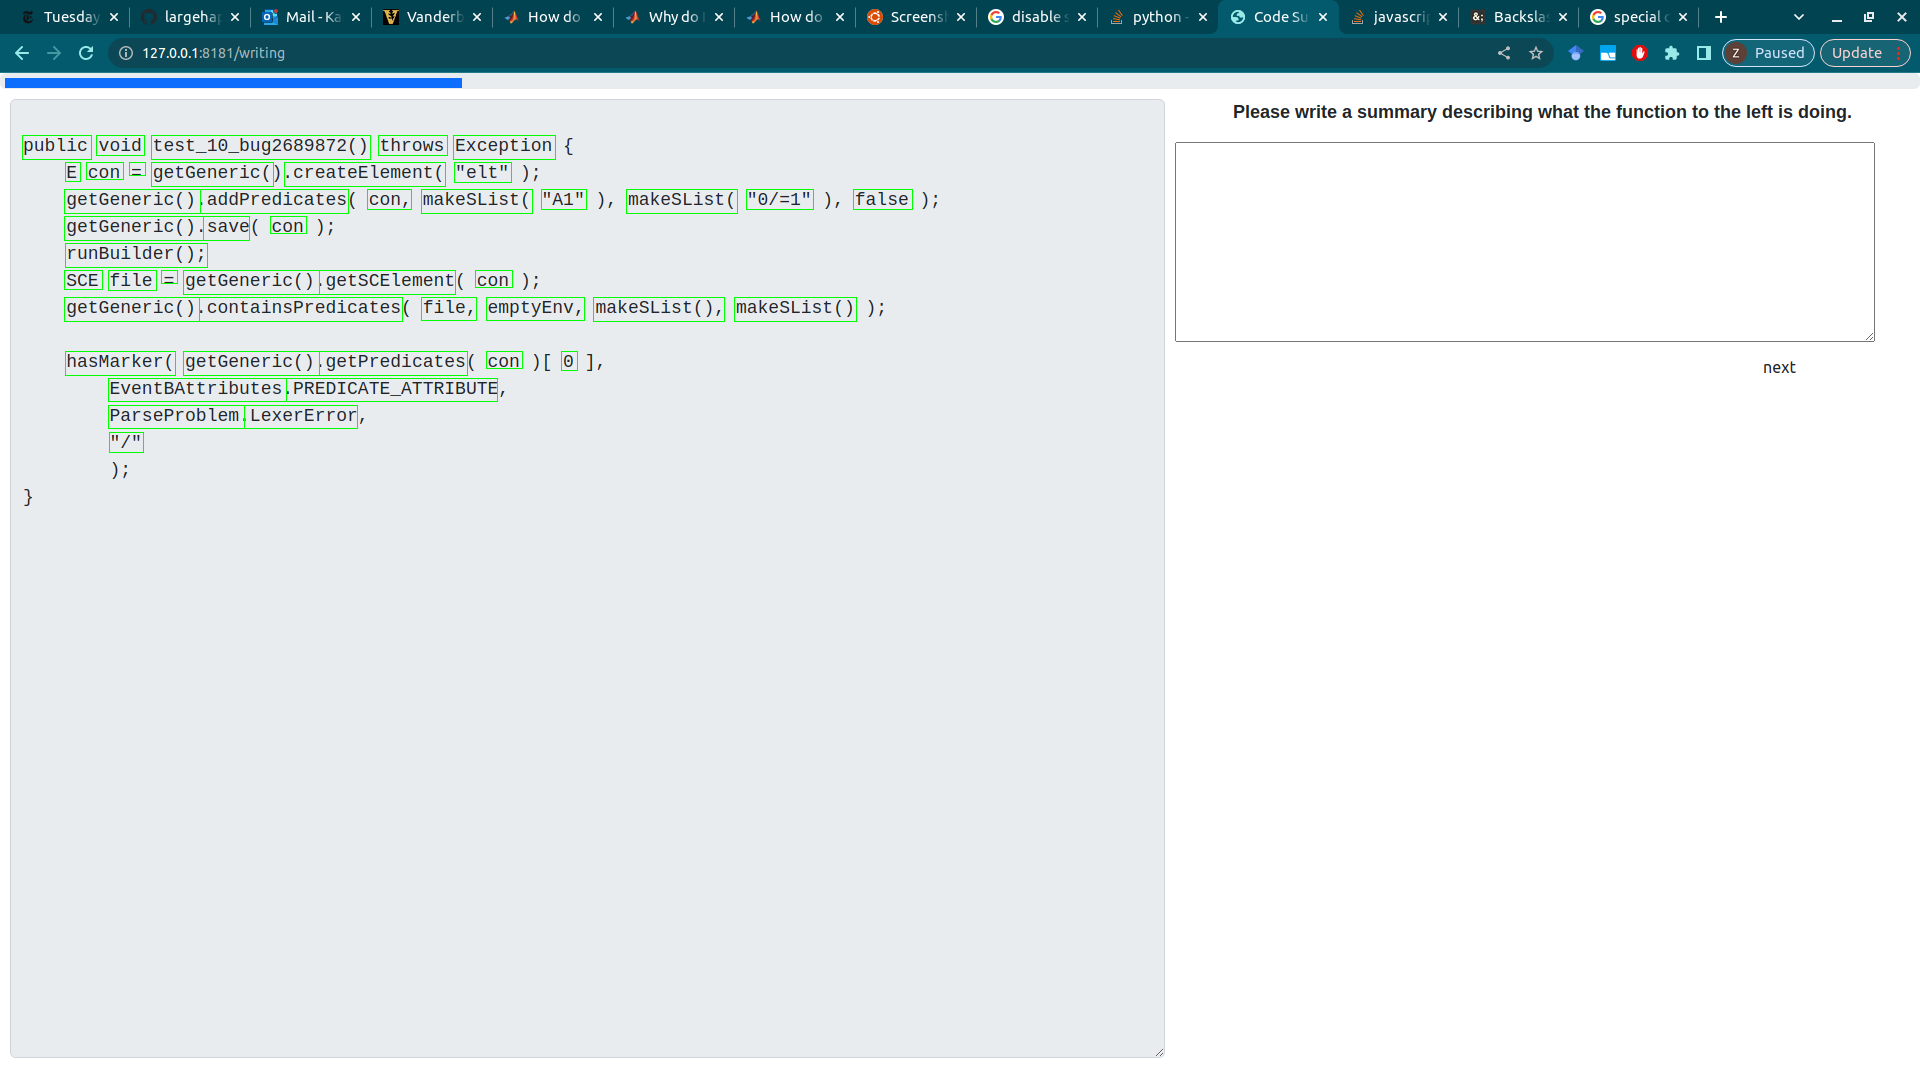 Tuesday
largehap
Mail - Ka
Vanderb
How do
Why do
How do
Screens
disable s
python -
Code Su
javascrip
Backslas
special c
127.0.0.1:8181/writing
Z Paused
Update
public void test_10_bug2689872() throws Exception {
E con = getGeneric().createElement( "elt" );
getGeneric().addPredicates( con, makeSList( "A1" ), makeSList( "0/=1" ), false );
getGeneric().save( con );
runBuilder();
SCE file = getGeneric().getSCElement( con );
getGeneric().containsPredicates( file, emptyEnv, makeSList(), makeSList() );
hasMarker( getGeneric().getPredicates( con )[ 0 ],
EventBAttributes.PREDICATE_ATTRIBUTE,
ParseProblem.LexerError,
"/"
);
}
Please write a summary describing what the function to the left is doing.
next